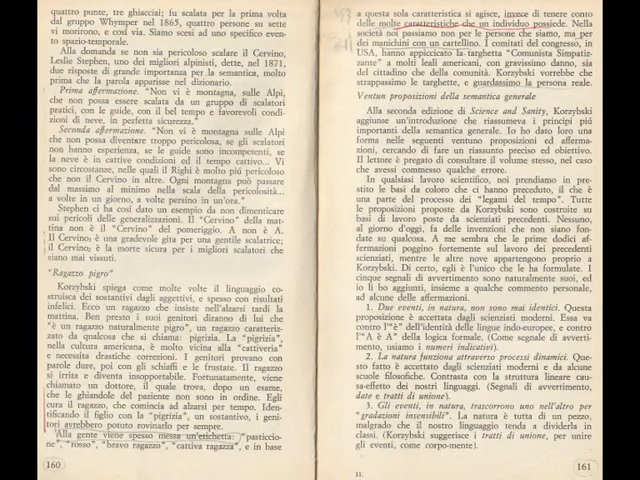 quattro punte, tre ghiacciai; fu scalata per la prima volta
dal gruppo Whymper nel 1865, quattro persone su sette
vi morirono, e così via. Siamo scesi ad uno specifico even-
to spazio-temporale.
Alla domanda se non sia pericoloso scalare il Cervino,
Leslie Stephen, uno dei migliori alpinisti, dette, nel 1871,
due risposte di grande importanza per la semantica, molto
prima che la parola apparisse nel dizionario.
Prima affermazione. "Non vi è montagna, sulle Alpi
che non possa essere scalata da un gruppo di scalatori
pratici, con le guide, con il bel tempo e favorevoli condi-
zioni di neve, in perfetta sicurezza."
Seconda affermazione. "Non vi è montagna sulle Alpi
che non possa diventare troppo pericolosa, se gli scalatori
non hanno esperienza, se le guide sono incompetenti, se
la neve è in cattive condizioni ed il tempo cattivo... Vi
sono circostanze, nelle quali il Righi è molto più pericoloso
che non il Cervino in altre. Ogni montagna può passare
dal massimo al minimo nella scala della pericolosità...
a volte in un giorno, a volte persino in un'ora."
Stephen ci ha così dato un esempio da non dimenticare
sui pericoli delle generalizzazioni. Il "Cervino" della mat-
tina non è il "Cervino" del pomeriggio. A non è A.
Il Cervino₁ è una gradevole gita per un gentile scalatrice;
il Cervino₂ è la morte sicura per i migliori scalatori che
siano mai vissuti.
"Ragazzo pigro"
Korzybski spiega come molte volte il linguaggio co-
struisca dei sostantivi dagli aggettivi, e spesso con risultati
infelici. Ecco un ragazzo che insiste nell'alzarsi tardi la
mattina. Ben presto i suoi genitori diranno di lui che
"è un ragazzo naturalmente pigro", un ragazzo caratteriz-
zato da qualcosa che si chiama: pigrizia. La "pigrizia",
nella cultura americana, è molto vicina alla "cattiveria"
e necessita drastiche correzioni. I genitori provano con
parole dure, poi con gli schiaffi e le frustate. Il ragazzo
si irrita e diventa insopportabile. Fortunatamente, viene
chiamato un dottore, il quale trova, dopo un esame,
che le ghiandole del paziente non sono in ordine. Egli
cura il ragazzo, che comincia ad alzarsi per tempo. Iden-
tificando il figlio con la "pigrizia", un sostantivo, i geni-
tori avrebbero potuto rovinarlo per sempre.
Alla gente viene spesso messa un'etichetta: "pasticcio-
ne", "rosso", "bravo ragazzo", "cattiva ragazza", e in base
160
a questa sola caratteristica si agisce, invece di tenere conto
delle molte caratteristiche che un individuo possiede. Nella
società noi passiamo non per le persone che siamo, ma per
dei manichini con un cartellino. I comitati del congresso, in
USA, hanno appiccicato la targhetta "Comunista Simpatiz-
zante" a molti leali americani, con gravissimo danno, sia
del cittadino che della comunità. Korzybski vorrebbe che
strappassimo le targhette, e guardassimo la persona reale.
Ventun proposizioni della semantica generale
Alla seconda edizione di Science and Sanity, Korzybski
aggiunse un'introduzione che riassumeva i principi più
importanti della semantica generale. Io ho dato loro una
forma nelle seguenti ventuno proposizioni ed afferma-
zioni, cercando di fare un riassunto preciso ed obiettivo.
Il lettore è pregato di consultare il volume stesso, nel caso
che avessi commesso qualche errore.
In qualsiasi lavoro scientifico, noi prendiamo in pre-
stito le basi da coloro che ci hanno preceduto, il che è
una parte del processo dei "legami del tempo". Tutte
le proposizioni proposte da Korzybski sono costruite su
basi di lavoro poste da scienziati precedenti. Nessuno,
al giorno d'oggi, fa delle invenzioni che non siano fon-
date su qualcosa. A me sembra che le prime dodici af-
fermazioni poggino fortemente sul lavoro dei precedenti
scienziati, mentre le altre nove appartengono proprio a
Korzybski. Di certo, egli è l'unico che le ha formulate. I
cinque segnali di avvertimento sono naturalmente suoi, ed
io li ho aggiunti, insieme a qualche commento personale,
ad alcune delle affermazioni.
1. Due eventi, in natura, non sono mai identici. Questa
proposizione è accettata dagli scienziati moderni. Essa va
contro l'"è" dell'identità delle lingue indo-europee, e contro
l'"A è A" della logica formale. (Come segnale di avverti-
mento, usiamo i numeri indicativi).
2. La natura funziona attraverso processi dinamici. Que-
sto fatto è accettato dagli scienziati moderni e da alcune
scuole filosofiche. Contrasta con la struttura lineare cau-
sa-effetto dei nostri linguaggi. (Segnali di avvertimento,
date e tratti di unione).
3. Gli eventi, in natura, trascorrono uno nell'altro per
"gradazioni insensibili". La natura è tutta di un pezzo,
malgrado che il nostro linguaggio tenda a dividerla in
classi. (Korzybski suggerisce i tratti di unione, per unire
gli eventi, come corpo-mente).
11.
161